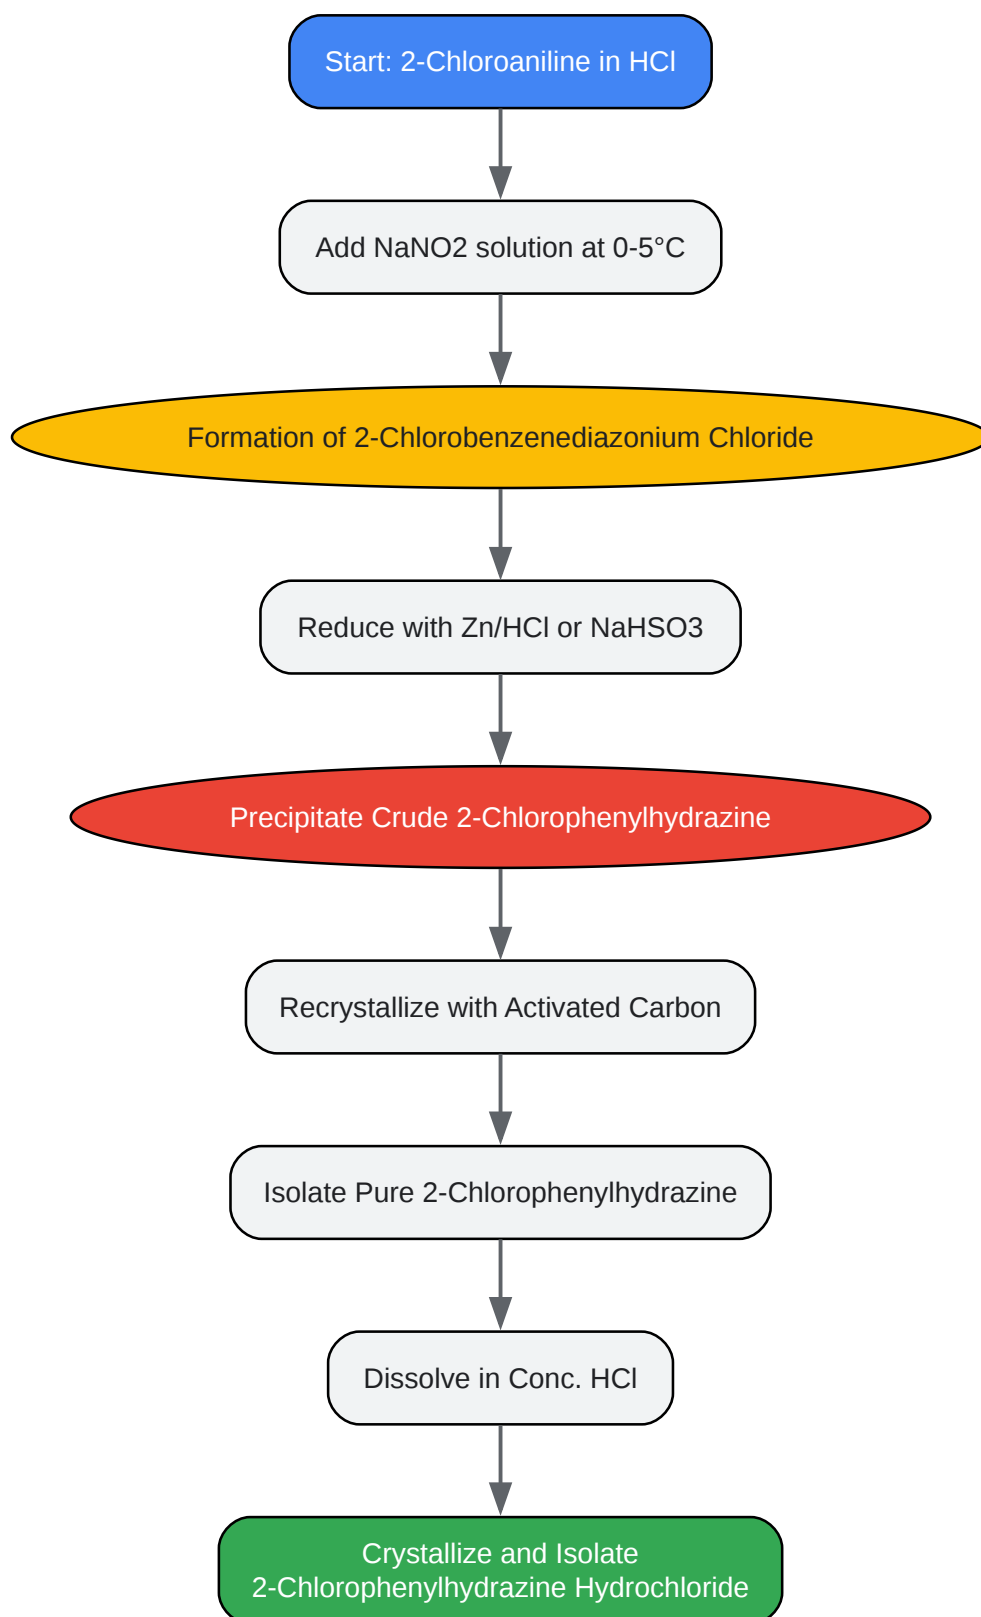 Start: 2-Chloroaniline in HCl
Add NaNO2 solution at 0-5°C
Formation of 2-Chlorobenzenediazonium Chloride
Reduce with Zn/HCl or NaHSO3
Precipitate Crude 2-Chlorophenylhydrazine
Recrystallize with Activated Carbon
Isolate Pure 2-Chlorophenylhydrazine
Dissolve in Conc. HCl
Crystallize and Isolate
2-Chlorophenylhydrazine Hydrochloride